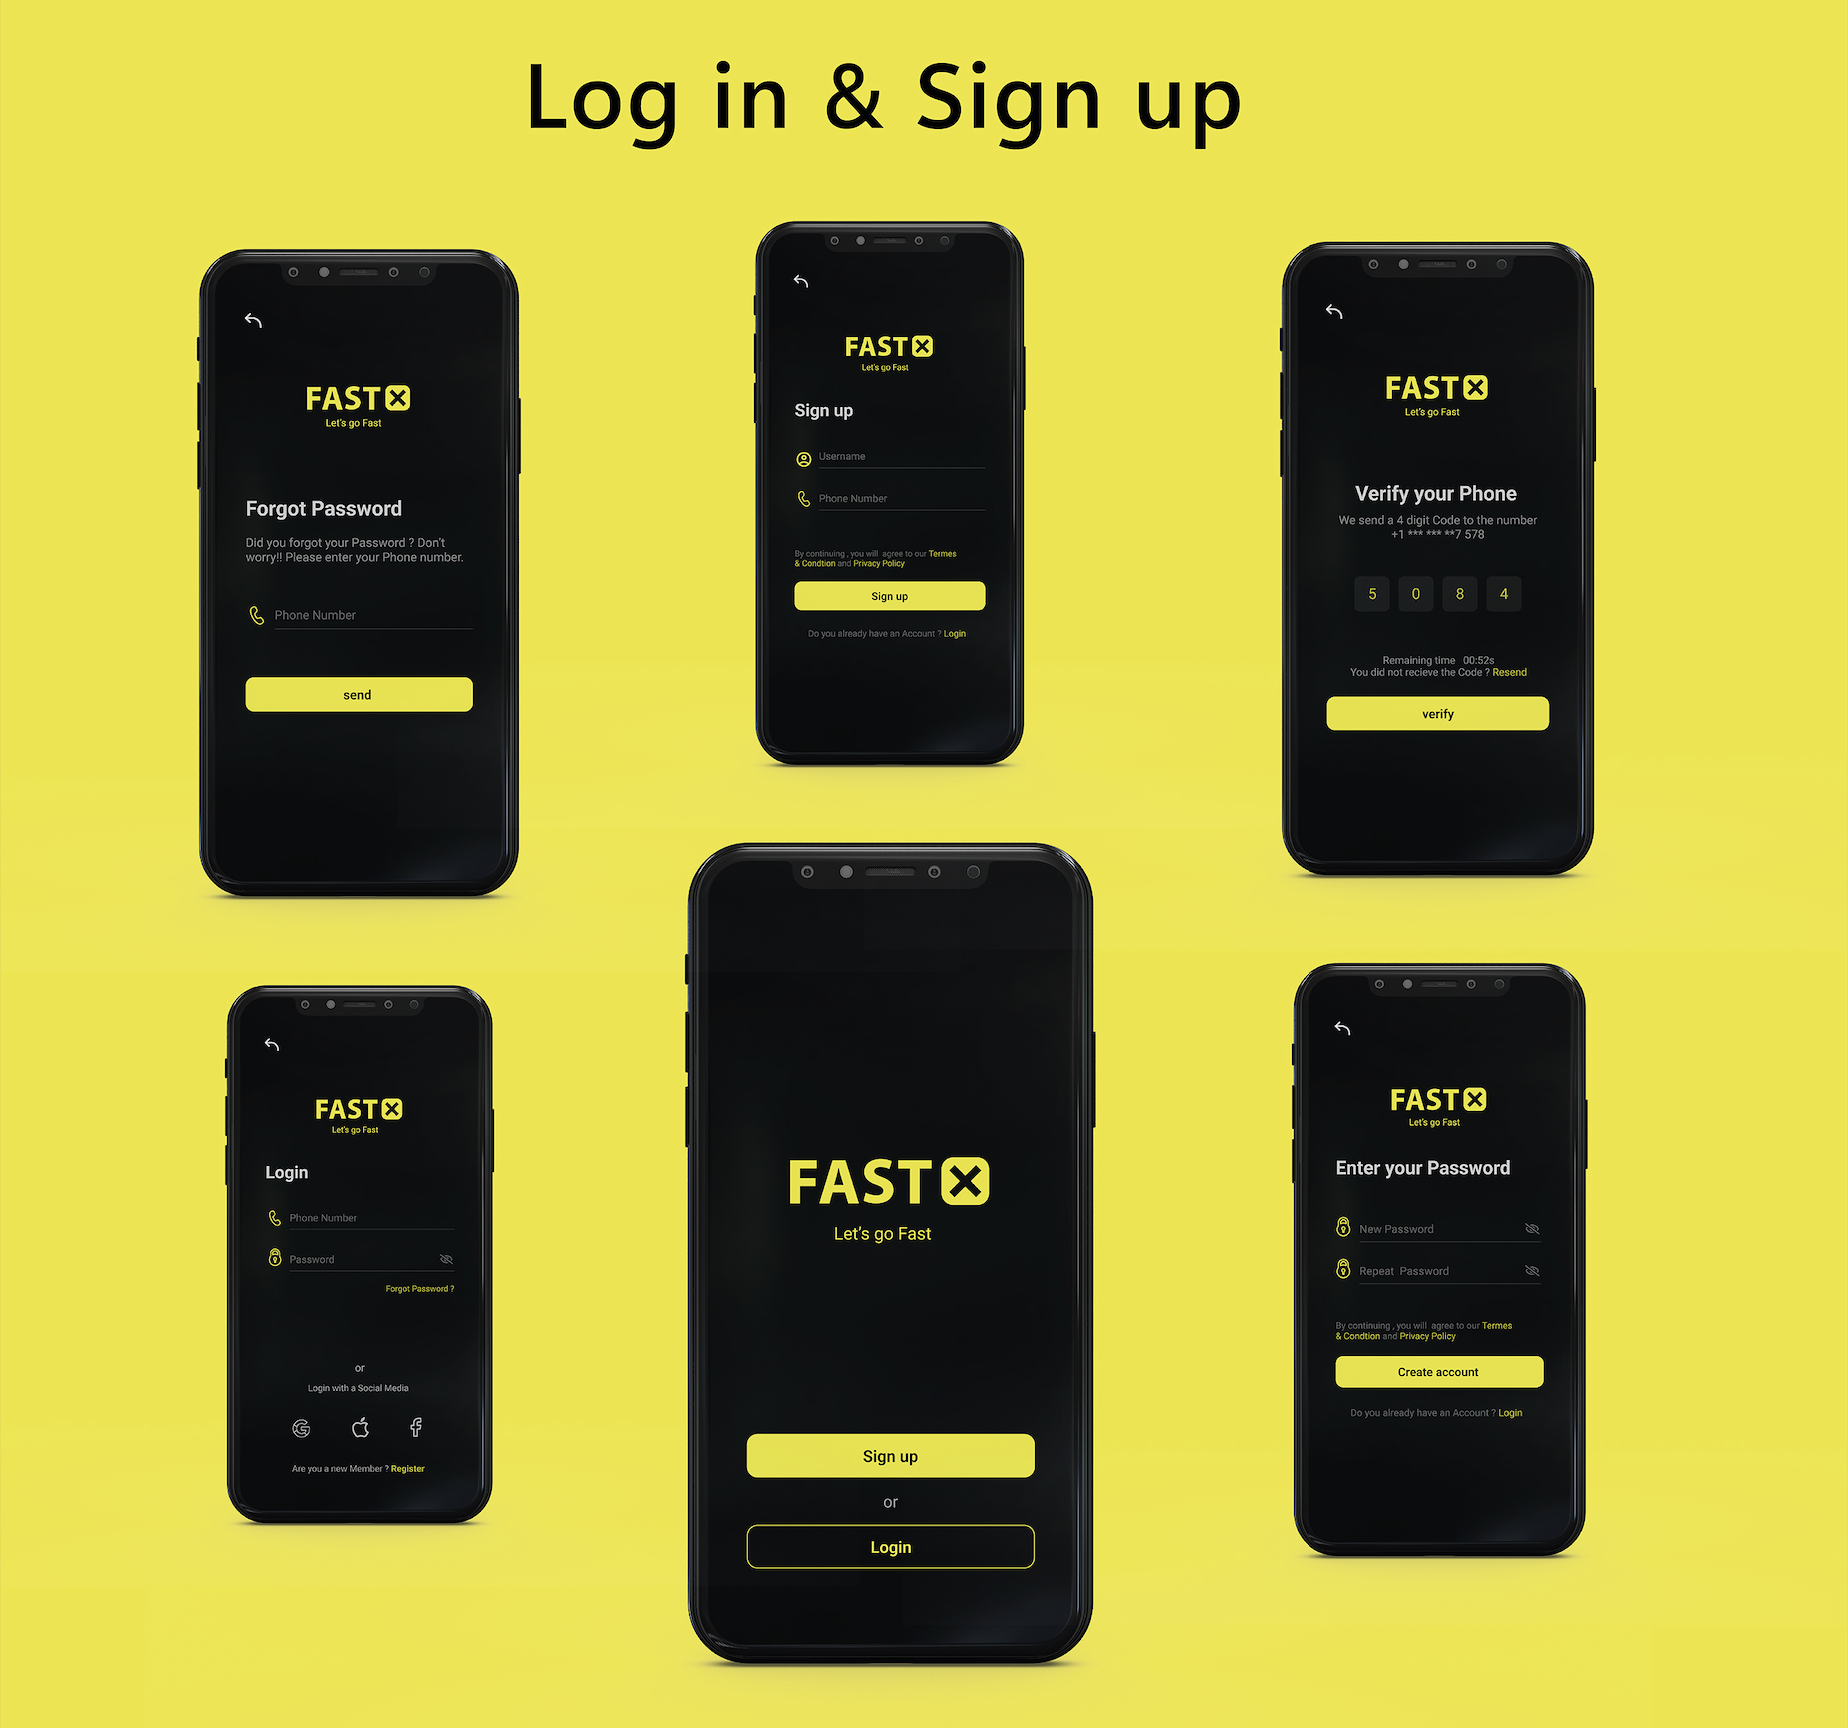 Log in & Sign up
FAST X
Let's go Fast
Forgot Password
Did you forgot your Password ? Don't
worry!! Please enter your Phone number.
Phone Number
send
FAST X
Let's go Fast
Sign up
Username
Phone Number
By continuing , you will agree to our Termes
& Condtion and Privacy Policy
Sign up
Do you already have an Account ? Login
FAST X
Let's go Fast
Verify your Phone
We send a 4 digit Code to the number
+1 *** *** **7 578
5 0 8 4
Remaining time 00:52s
You did not recieve the Code ? Resend
verify
FAST X
Let's go Fast
Login
Phone Number
Password
Forgot Password ?
or
Login with a Social Media
Are you a new Member ? Register
FAST X
Let's go Fast
Sign up
or
Login
FAST X
Let's go Fast
Enter your Password
New Password
Repeat Password
By continuing , you will agree to our Termes
& Condtion and Privacy Policy
Create account
Do you already have an Account ? Login